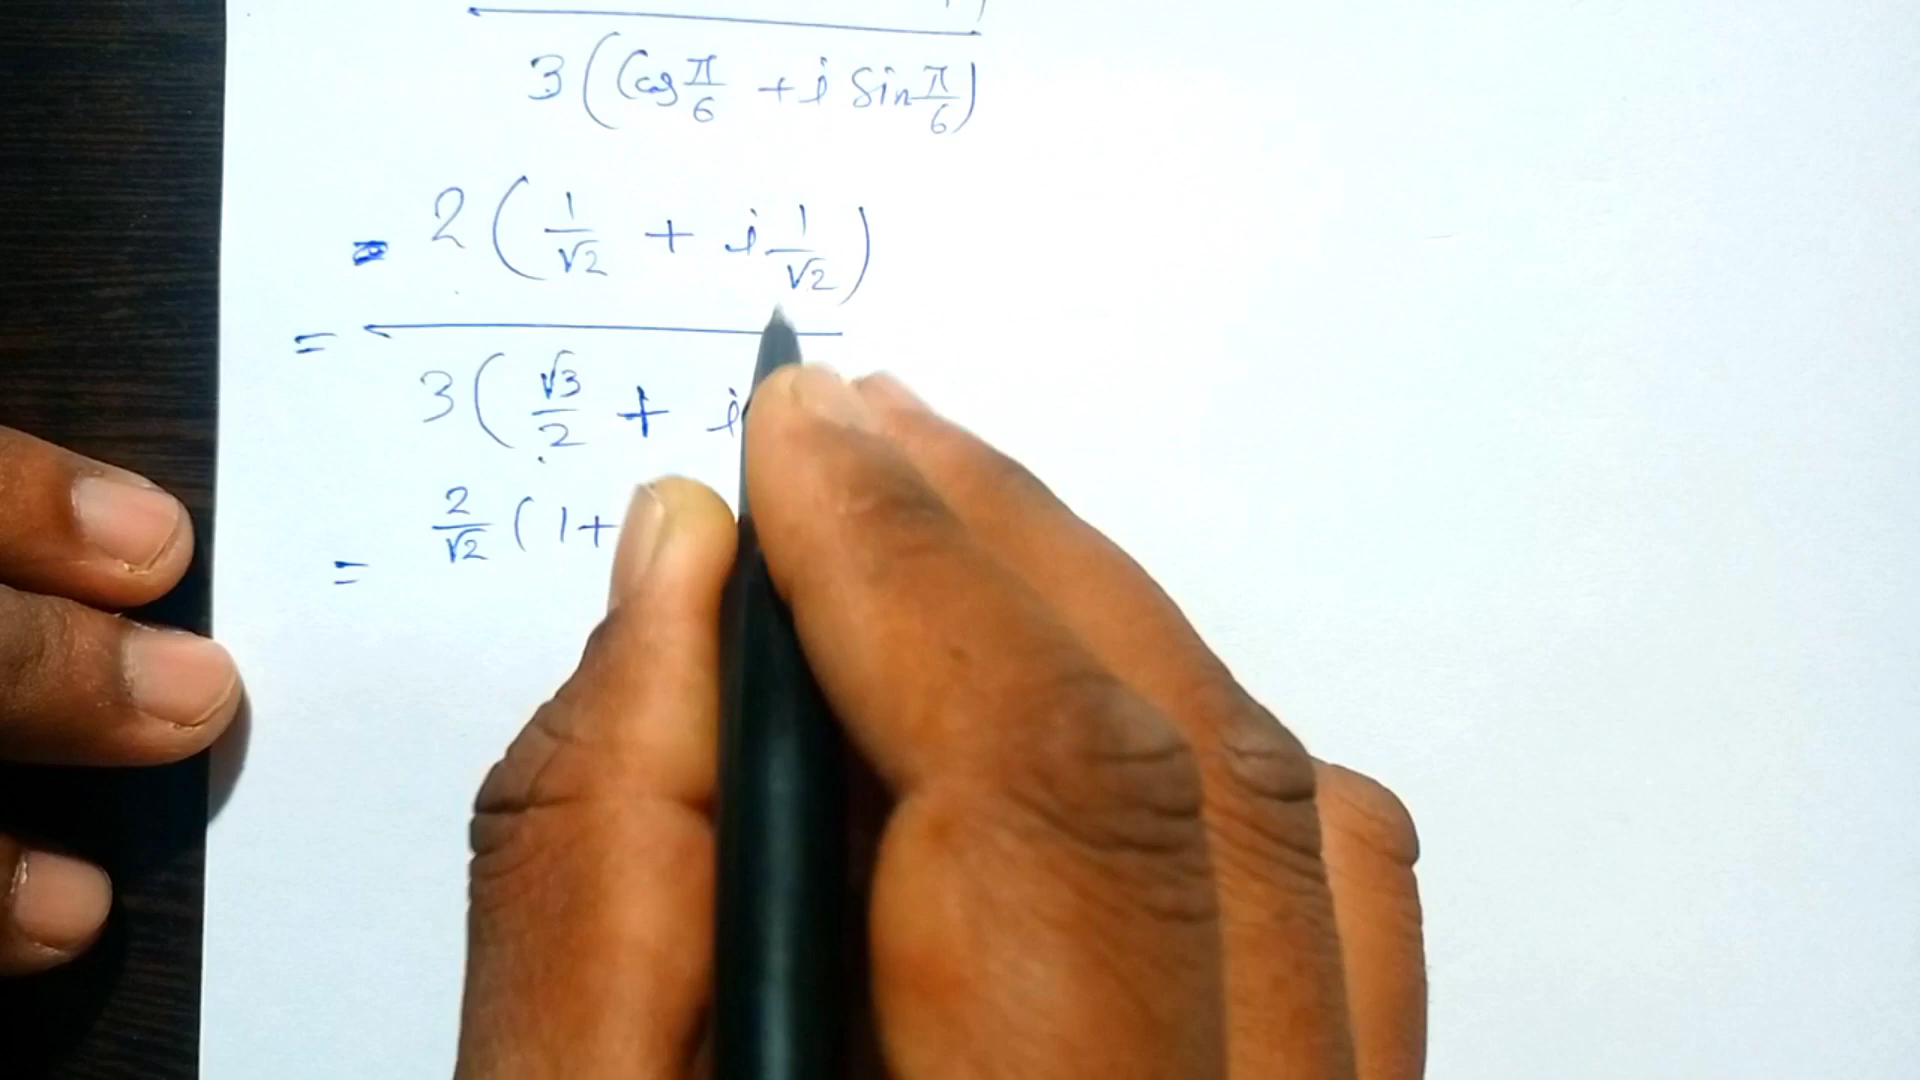 3 ( Cos π/6 + i Sin π/6 )
2 ( 1/√2 + i 1/√2 )
=
3 ( √3/2 + i
2/√2 ( 1 +
=